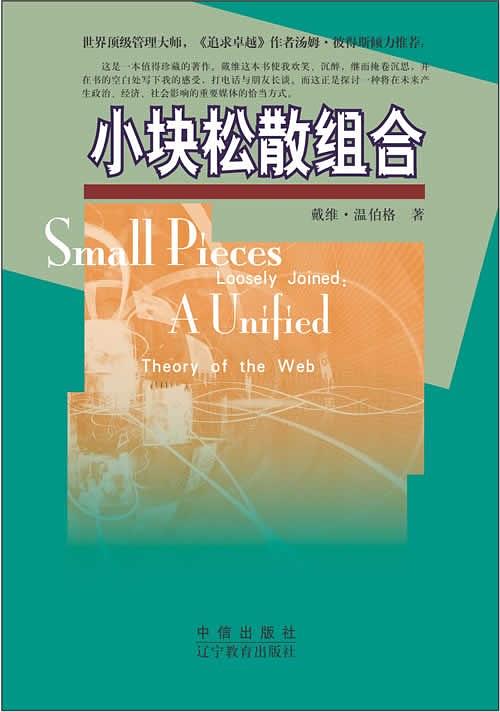 世界顶级管理大师，《追求卓越》作者汤姆·彼得斯倾力推荐，
这是一本值得珍藏的著作。戴维这本书使我欢笑、沉醉，继而掩卷沉思，并
在书的空白处写下我的感受，打电话与朋友长谈。而这正是探讨一种将在未来产
生政治、经济、社会影响的重要媒体的恰当方式。
小块松散组合
戴维·温伯格 著
Small Pieces
Loosely Joined:
A Unified
Theory of the Web
中信出版社
辽宁教育出版社